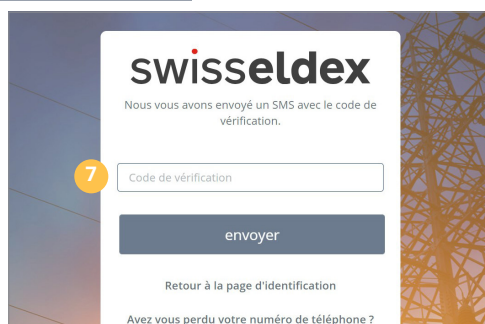 swisseldex
Nous vous avons envoyé un SMS avec le code de
vérification.
7
Code de vérification
envoyer
Retour à la page d'identification
Avez vous perdu votre numéro de téléphone ?